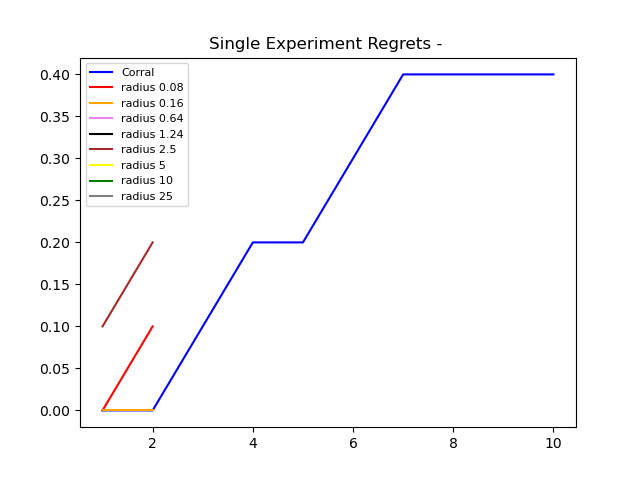 Single Experiment Regrets -
0.40
0.35
0.30
0.25
0.20
0.15
0.10
0.05
0.00
Corral
radius 0.08
radius 0.16
radius 0.64
radius 1.24
radius 2.5
radius 5
radius 10
radius 25
2 4 6 8 10